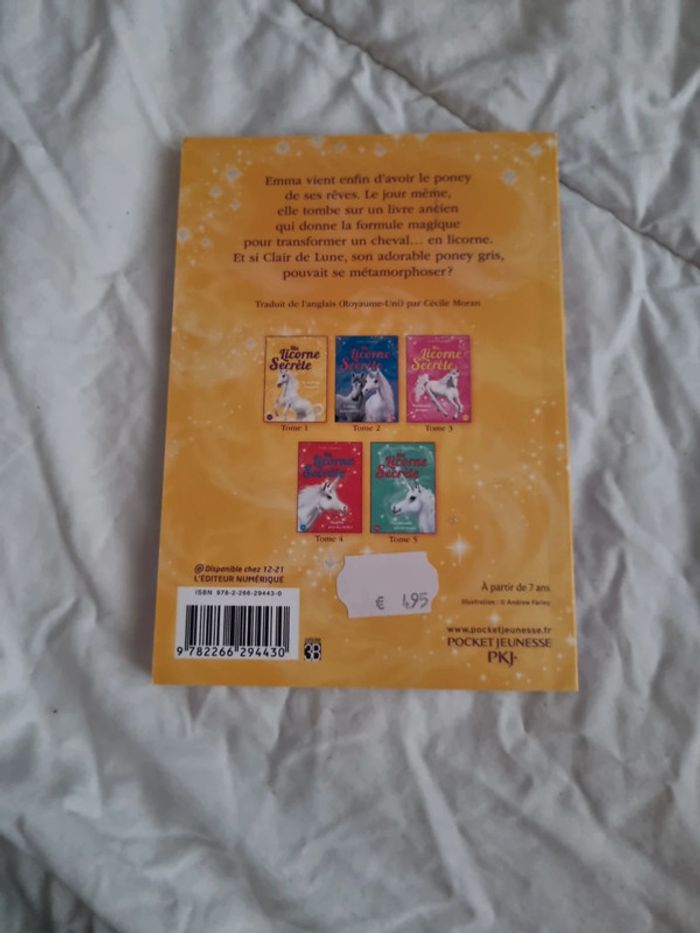 Emma vient enfin d'avoir le poney
de ses rêves. Le jour même,
elle tombe sur un livre ancien
qui donne la formule magique
pour transformer un cheval... en licorne.
Et si Clair de Lune, son adorable poney gris,
pouvait se métamorphoser?
Traduit de l'anglais (Royaume-Uni) par Cécile Moran
Ma
Licorne
Secrète
Ma
Licorne
Secrète
Ma
Licorne
Secrète
Tome 1
Tome 2
Tome 3
Ma
Licorne
Secrète
Ma
Licorne
Secrète
Tome 4
Tome 5
@ Disponible chez 12-21
L'ÉDITEUR NUMÉRIQUE
ISBN 978-2-266-29443-0
9 782266 294430
3B
€ 4,95
À partir de 7 ans
Illustration : © Andrew Farley
www.pocketjeunesse.fr
POCKET JEUNESSE
PKJ·